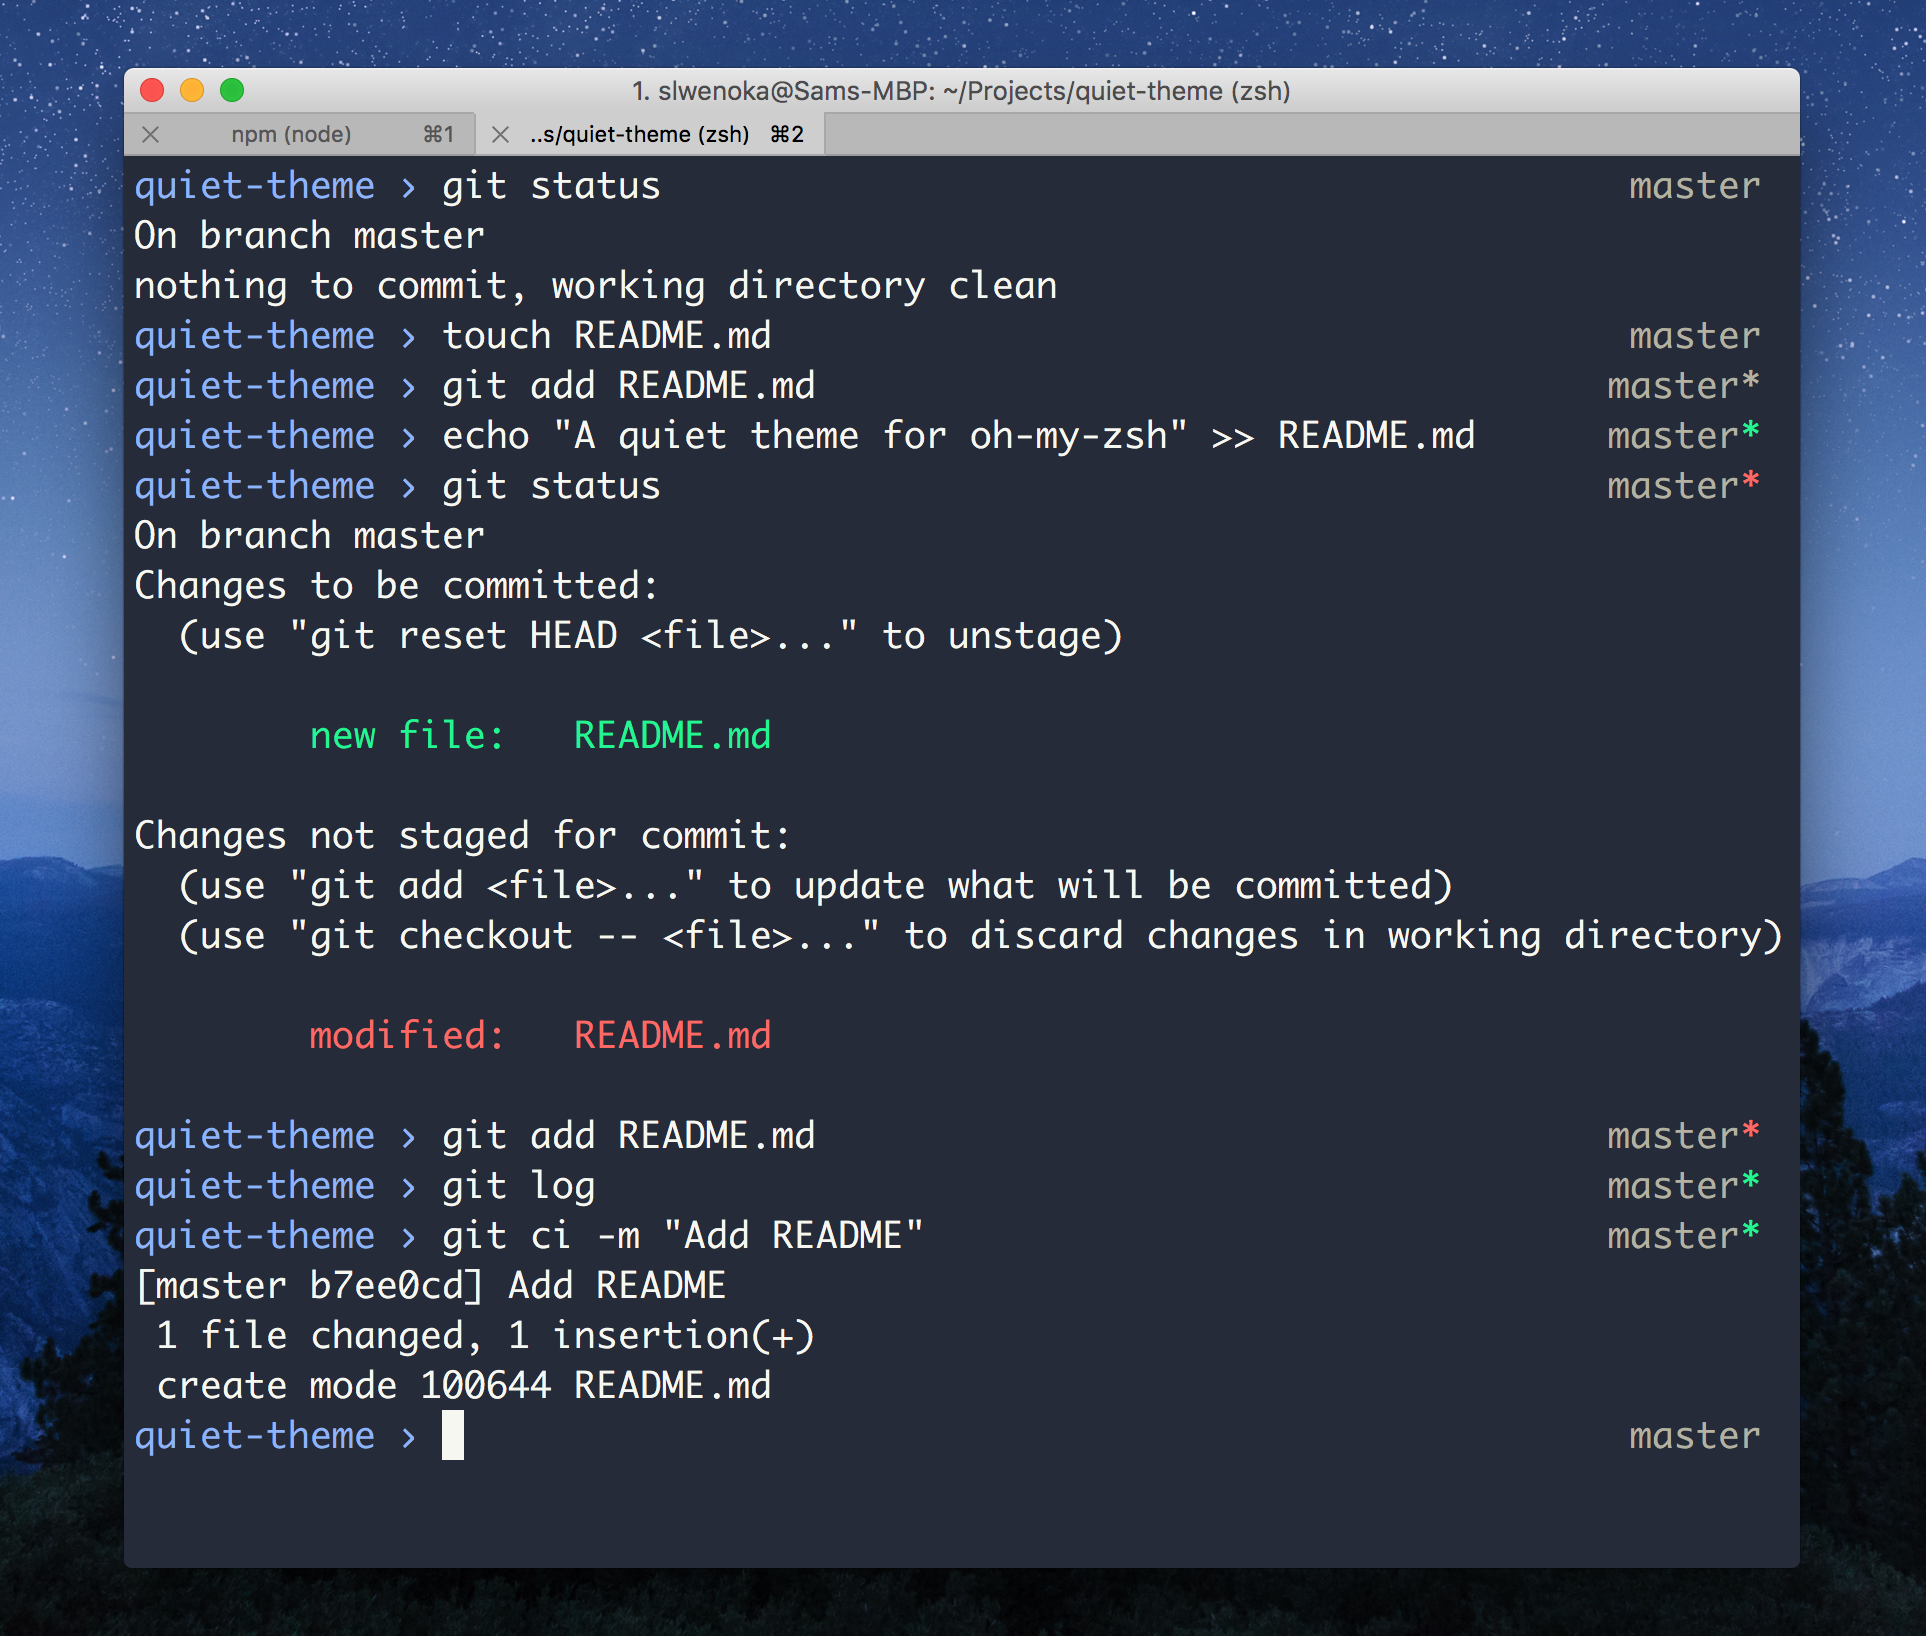 1. slwenoka@Sams-MBP: ~/Projects/quiet-theme (zsh)
npm (node) ⌘1 ..s/quiet-theme (zsh) ⌘2
quiet-theme › git status master
On branch master
nothing to commit, working directory clean
quiet-theme › touch README.md master
quiet-theme › git add README.md master*
quiet-theme › echo "A quiet theme for oh-my-zsh" >> README.md master*
quiet-theme › git status master*
On branch master
Changes to be committed:
  (use "git reset HEAD <file>..." to unstage)
        new file:   README.md
Changes not staged for commit:
  (use "git add <file>..." to update what will be committed)
  (use "git checkout -- <file>..." to discard changes in working directory)
        modified:   README.md
quiet-theme › git add README.md master*
quiet-theme › git log master*
quiet-theme › git ci -m "Add README" master*
[master b7ee0cd] Add README
 1 file changed, 1 insertion(+)
 create mode 100644 README.md
quiet-theme › master